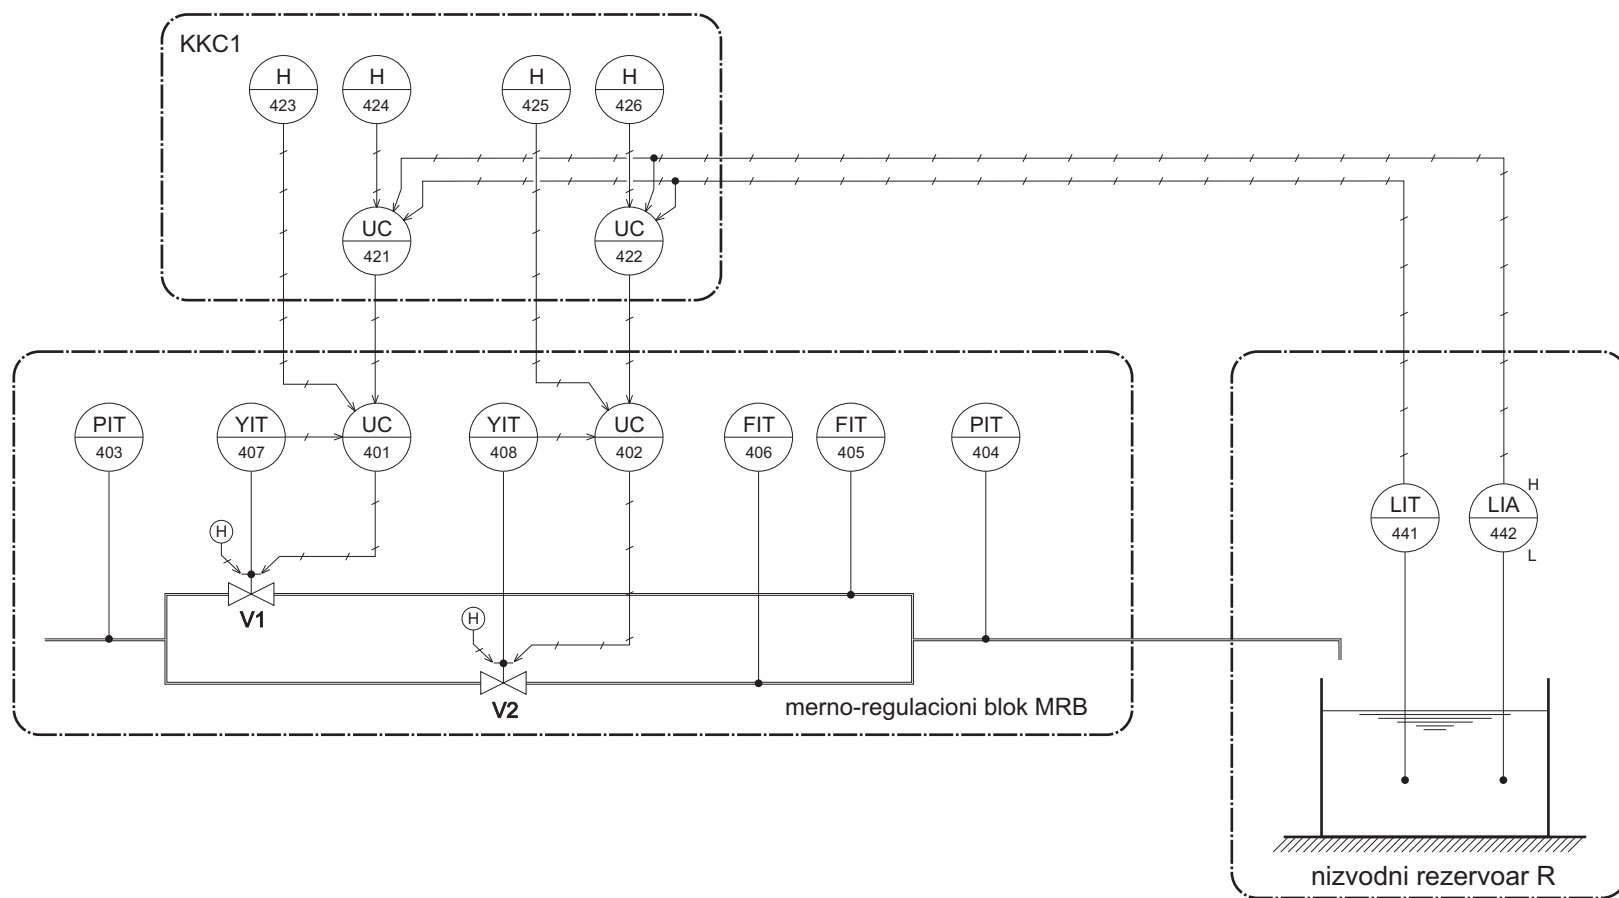 KKC1
H
423
H
424
H
425
H
426
UC
421
UC
422
PIT
403
YIT
407
UC
401
YIT
408
UC
402
FIT
406
FIT
405
PIT
404
LIT
441
LIA
442
H
L
H
V1
H
V2
merno-regulacioni blok MRB
nizvodni rezervoar R